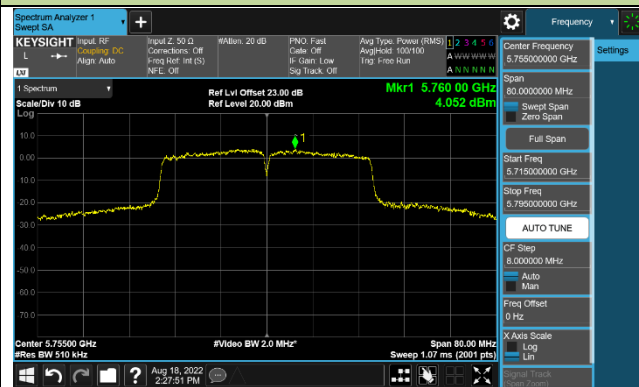 Spectrum Analyzer 1
Swept SA
Frequency
KEYSIGHT
Input: RF
Coupling: DC
Align: Auto
Input Z: 50 Ω
Corrections: Off
Freq Ref: Int (S)
NFE: Off
#Atten: 20 dB
PNO: Fast
Gate: Off
IF Gain: Low
Sig Track: Off
Avg Type: Power (RMS)
Avg|Hold: 100/100
Trig: Free Run
1 2 3 4 5 6
A W W W W W
A N N N N N
L
LXI
1 Spectrum
Scale/Div 10 dB
Log
Ref Lvl Offset 23.00 dB
Ref Level 20.00 dBm
Mkr1 5.760 00 GHz
4.052 dBm
1
10.0
0.00
-10.0
-20.0
-30.0
-40.0
-50.0
-60.0
-70.0
Center 5.75500 GHz
#Res BW 510 kHz
#Video BW 2.0 MHz*
Span 80.00 MHz
Sweep 1.07 ms (2001 pts)
Center Frequency
5.755000000 GHz
Settings
Span
80.0000000 MHz
Swept Span
Zero Span
Full Span
Start Freq
5.715000000 GHz
Stop Freq
5.795000000 GHz
AUTO TUNE
CF Step
8.000000 MHz
Auto
Man
Freq Offset
0 Hz
X Axis Scale
Log
Lin
Signal Track
(Span Zoom)
?
Aug 18, 2022
2:27:51 PM